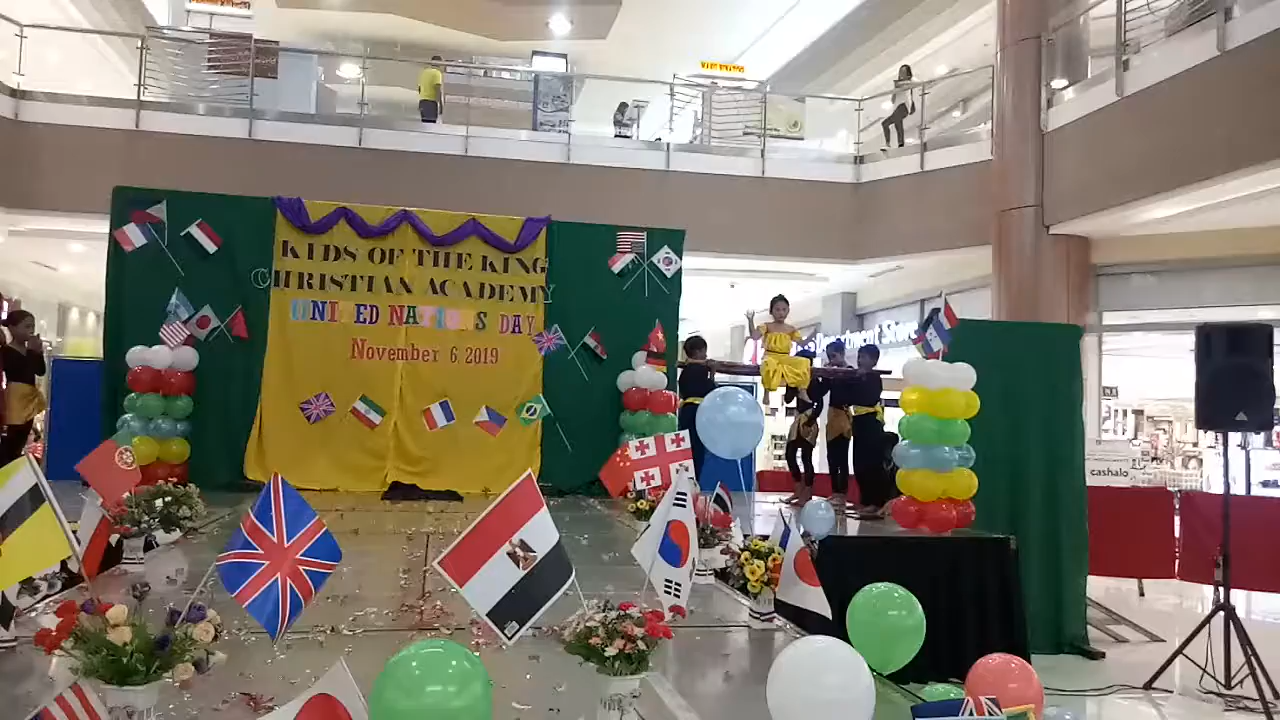 KIDS OF THE KING
CHRISTIAN ACADEMY
UNITED NATIONS DAY
November 6, 2019
Department Store
cashalo